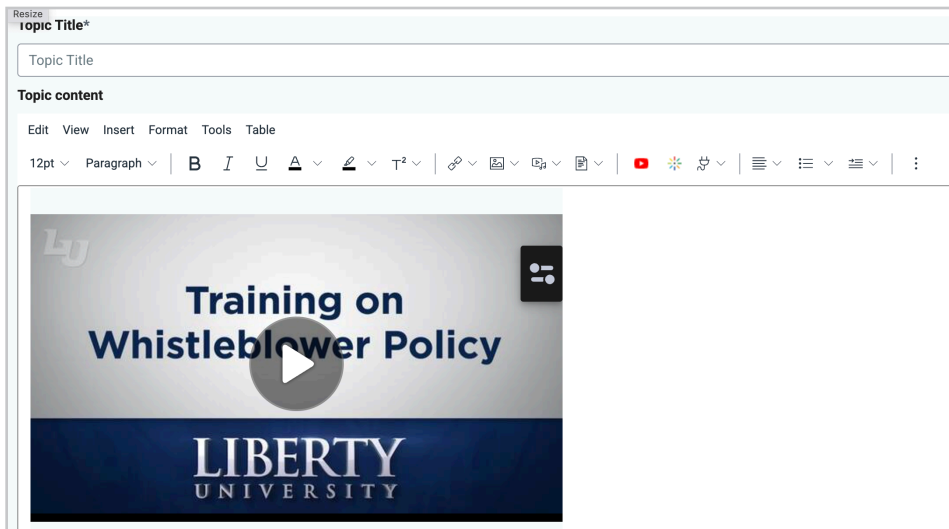 Resize
Topic Title*
Topic Title
Topic content
Edit View Insert Format Tools Table
12pt Paragraph B I U A T²
LU
Training on
Whistleblower Policy
LIBERTY
UNIVERSITY